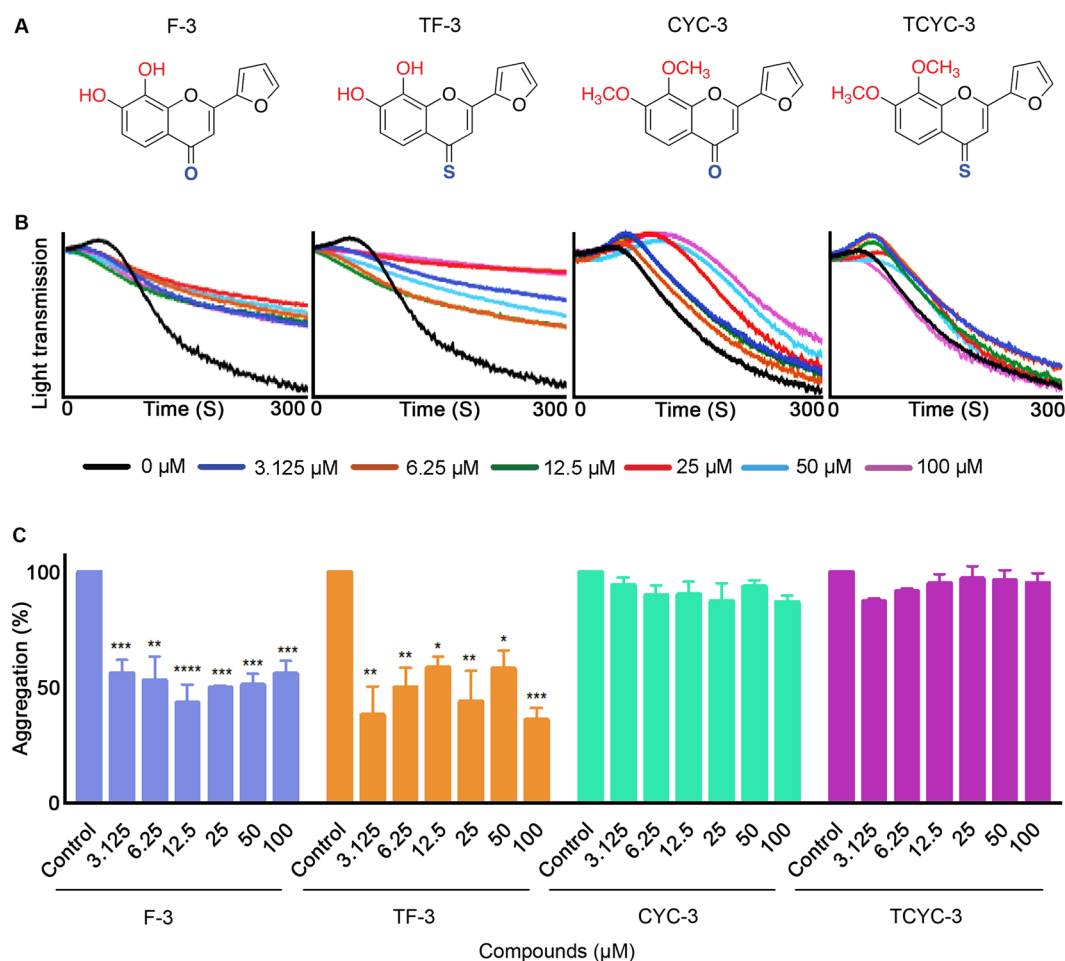 A
F-3 TF-3 CYC-3 TCYC-3
OH OH OCH3 OCH3
HO HO H3CO H3CO
O O O O O O O O
O S O S
B
Light transmission
0 Time (S) 300 0 Time (S) 300 0 Time (S) 300 0 Time (S) 300
0 µM 3.125 µM 6.25 µM 12.5 µM 25 µM 50 µM 100 µM
C
Aggregation (%)
100
50
0
*** ** **** *** *** *** ** ** * ** * ***
Control 3.125 6.25 12.5 25 50 100 Control 3.125 6.25 12.5 25 50 100 Control 3.125 6.25 12.5 25 50 100 Control 3.125 6.25 12.5 25 50 100
F-3 TF-3 CYC-3 TCYC-3
Compounds (µM)